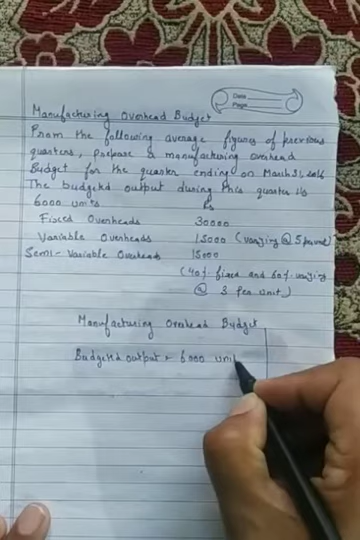 Date
Page
Manufacturing Overhead Budget
From the following average figures of previous
quarters, prepare a manufacturing overhead
Budget for the quarter ending on March 31, 2016
The budgeted output during this quarter is
6000 units Rs
Fixed Overheads 30000
Variable Overheads 15000 (varying @ 5 per unit)
Semi-Variable Overheads 15000
(40% fixed and 60% varying
@ 3 per unit)
Manufacturing Overhead Budget
Budgeted output = 6000 unit